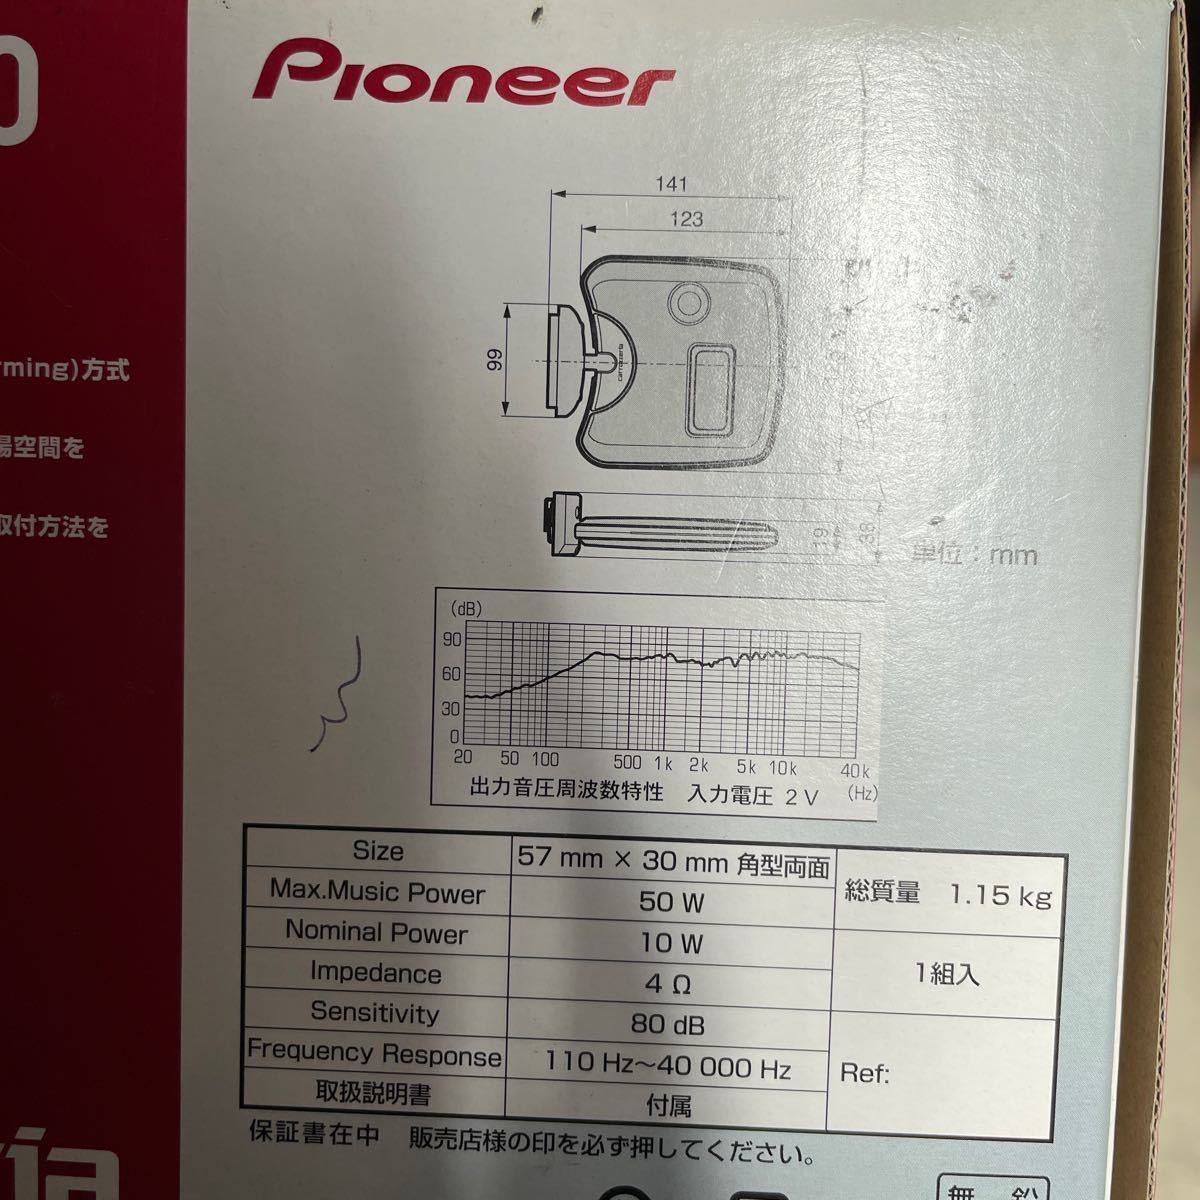 0
Pioneer
rming)方式
場空間を
取付方法を
141
123
99
carrozzeria
19
38
単位：mm
(dB)
90
60
30
0
20 50 100 500 1k 2k 5k 10k 40k
(Hz)
出力音圧周波数特性 入力電圧 2V
Size 57 mm × 30 mm 角型両面
Max.Music Power 50 W
Nominal Power 10 W
Impedance 4 Ω
Sensitivity 80 dB
Frequency Response 110 Hz～40 000 Hz
取扱説明書 付属
総質量 1.15 kg
1組入
Ref:
保証書在中 販売店様の印を必ず押してください。
ia
無 鉛